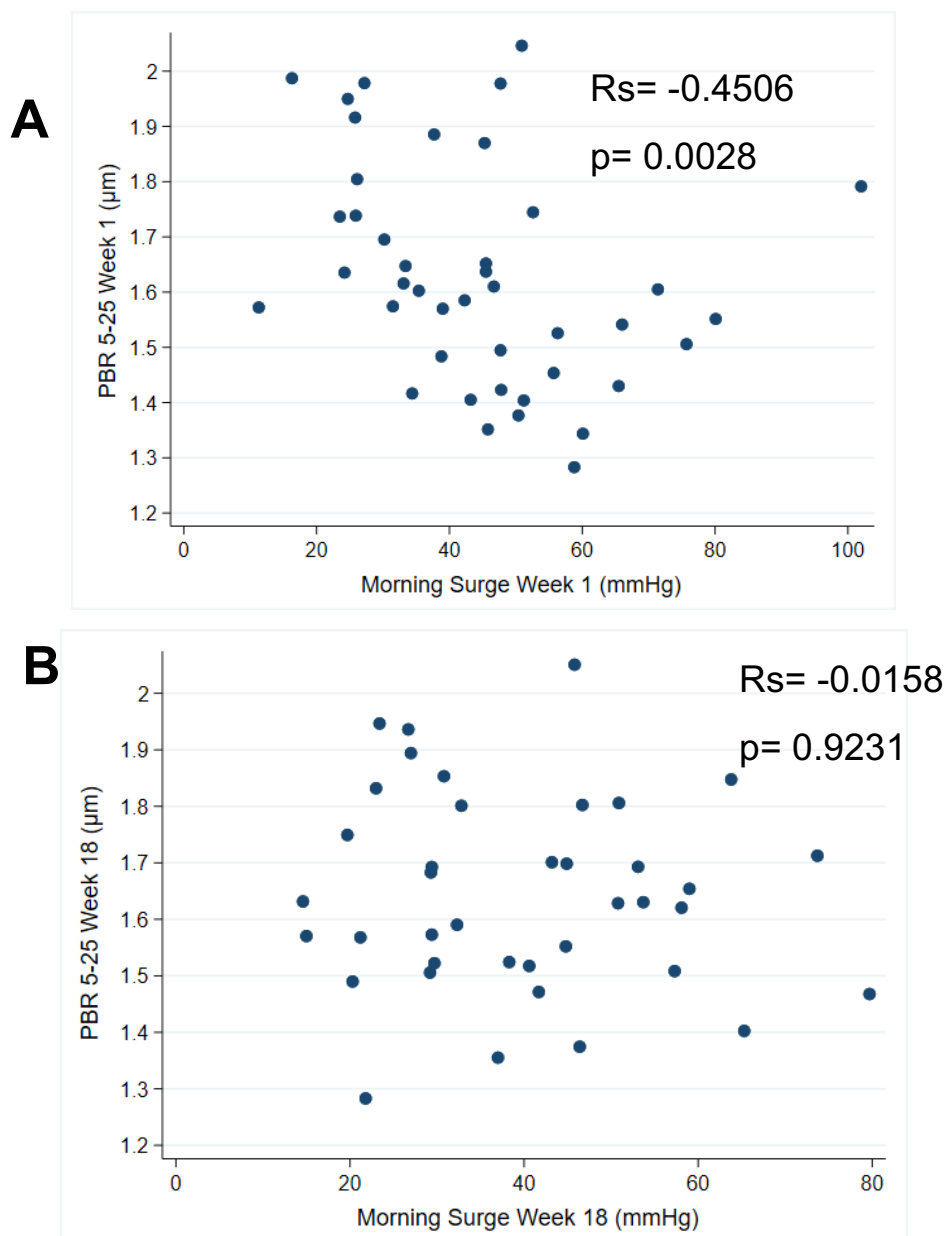 A
Rs= -0.4506
p= 0.0028
PBR 5-25 Week 1 (μm)
2
1.9
1.8
1.7
1.6
1.5
1.4
1.3
1.2
0 20 40 60 80 100
Morning Surge Week 1 (mmHg)
B
Rs= -0.0158
p= 0.9231
PBR 5-25 Week 18 (μm)
2
1.9
1.8
1.7
1.6
1.5
1.4
1.3
1.2
0 20 40 60 80
Morning Surge Week 18 (mmHg)